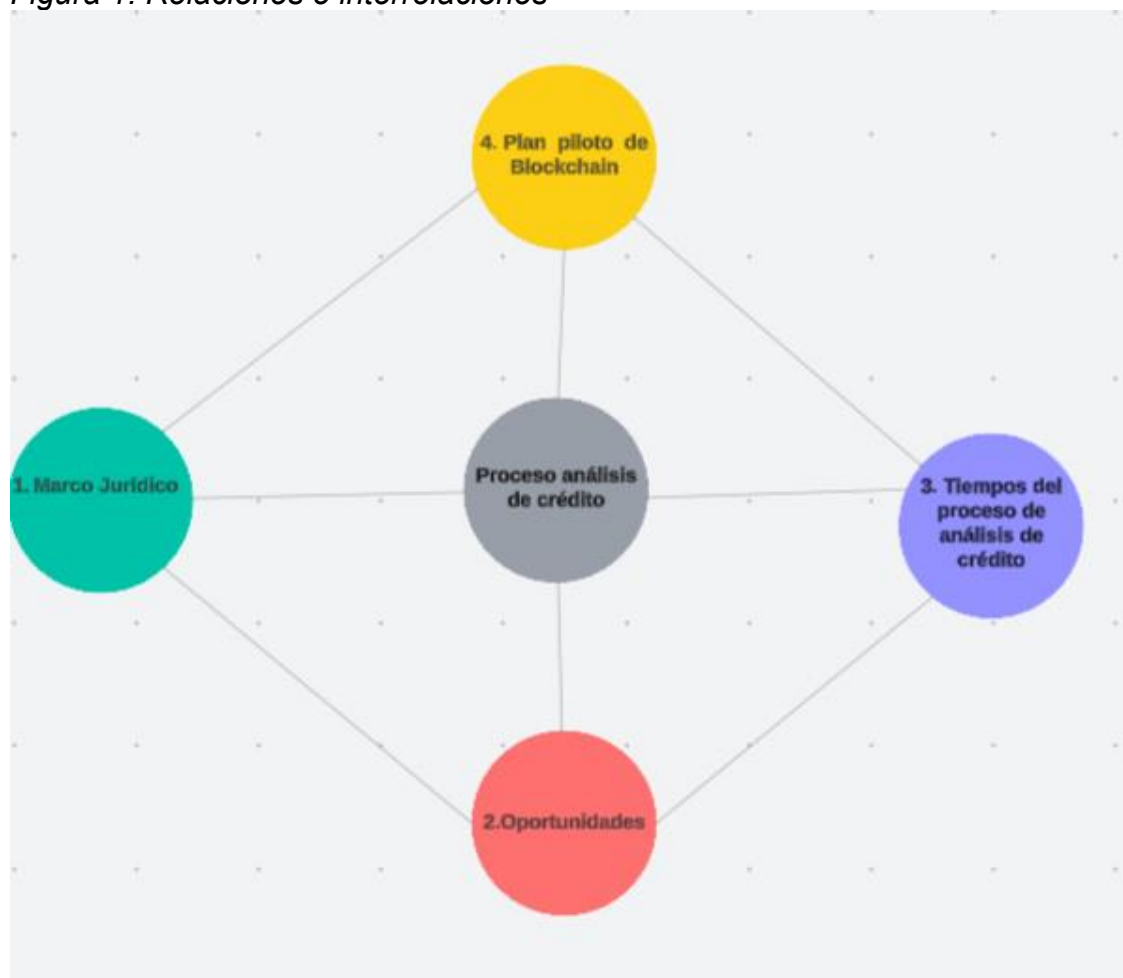 Figura 1. Relaciones e interrelaciones
4. Plan piloto de
Blockchain
1. Marco Jurídico
Proceso análisis
de crédito
3. Tiempos del
proceso de
análisis de
crédito
2.Oportunidades